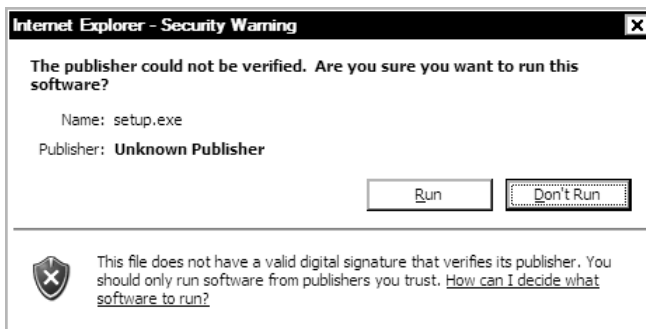 Internet Explorer - Security Warning
The publisher could not be verified. Are you sure you want to run this
software?
Name: setup.exe
Publisher: Unknown Publisher
Run
Don't Run
This file does not have a valid digital signature that verifies its publisher. You
should only run software from publishers you trust. How can I decide what
software to run?